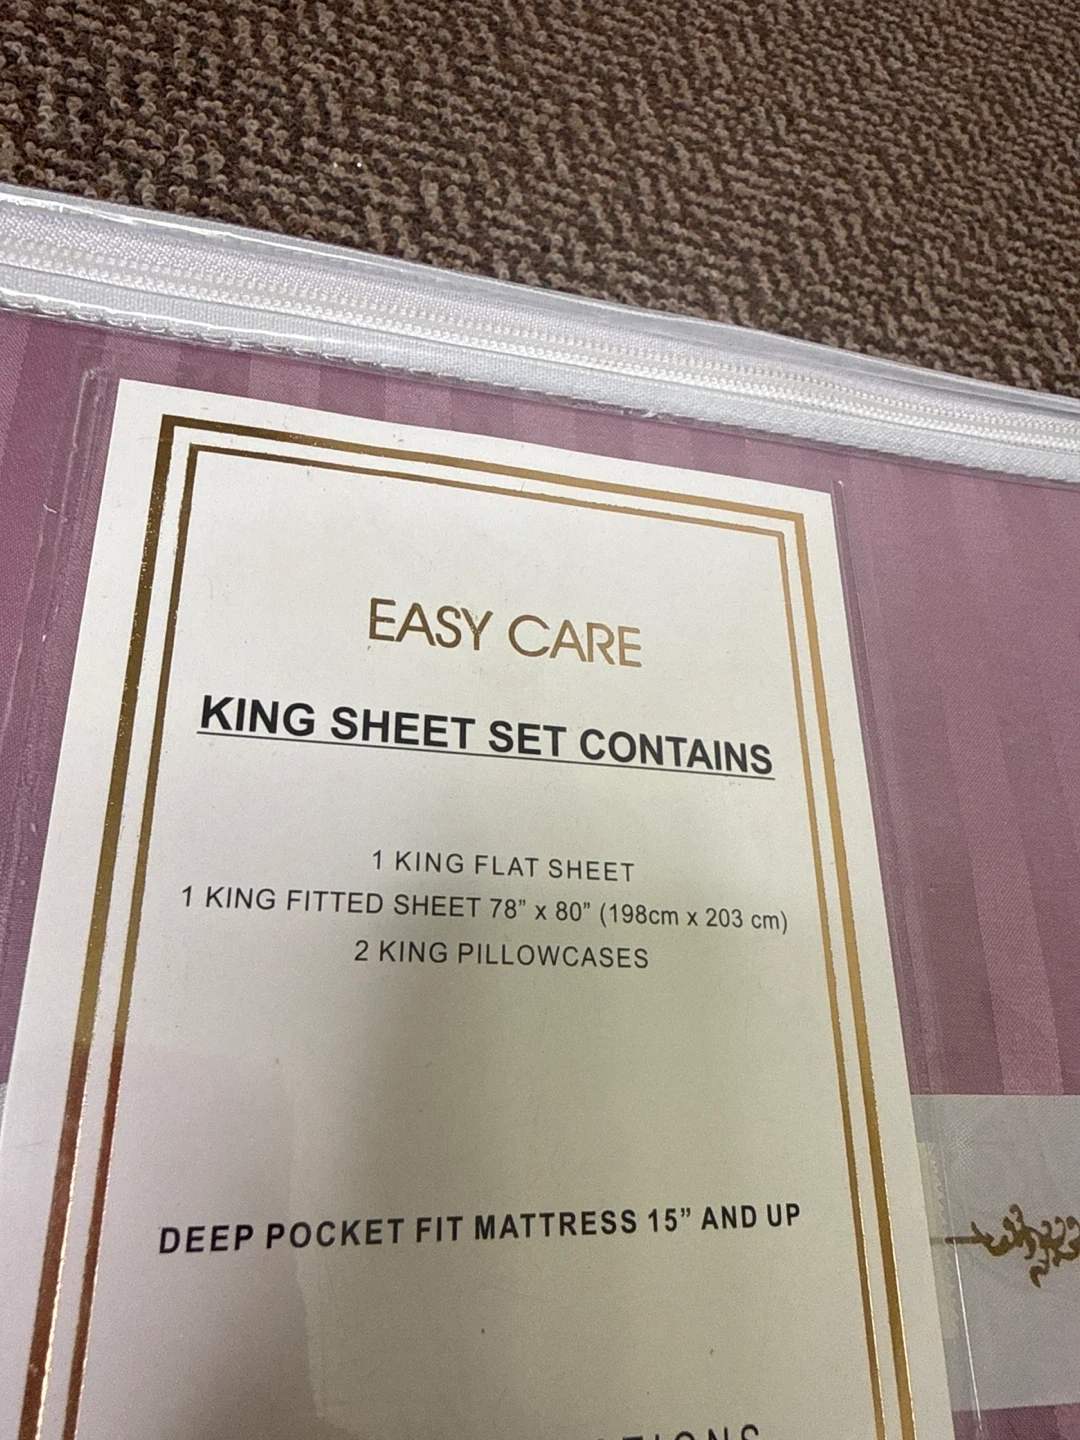 EASY CARE
KING SHEET SET CONTAINS
1 KING FLAT SHEET
1 KING FITTED SHEET 78” x 80” (198cm x 203 cm)
2 KING PILLOWCASES
DEEP POCKET FIT MATTRESS 15” AND UP